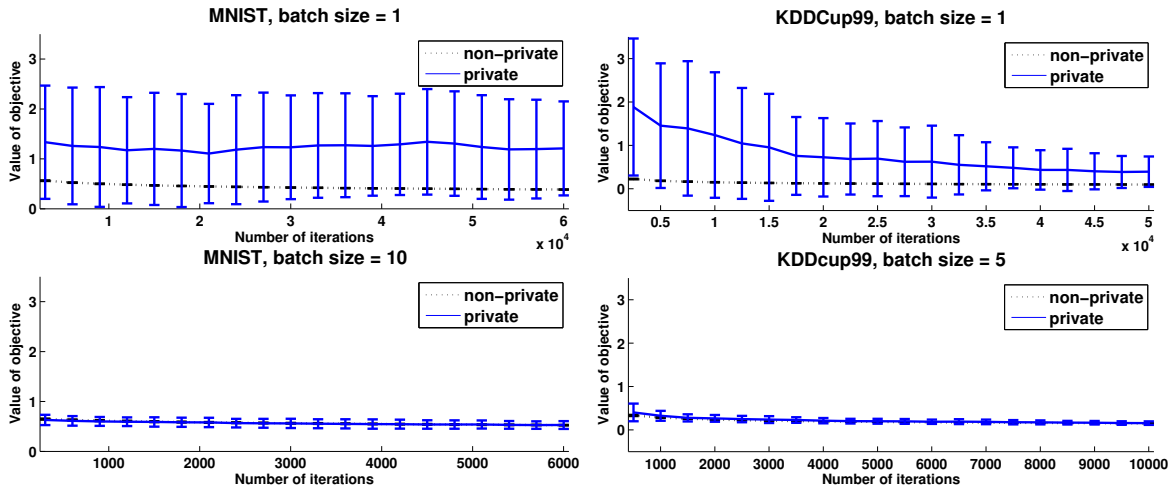 MNIST, batch size = 1
3
2
1
0
Value of objective
non-private
private
1 2 3 4 5 6
Number of iterations
x 10^4
KDDCup99, batch size = 1
3
2
1
0
Value of objective
non-private
private
0.5 1 1.5 2 2.5 3 3.5 4 4.5 5
Number of iterations
x 10^4
MNIST, batch size = 10
3
2
1
0
Value of objective
non-private
private
1000 2000 3000 4000 5000 6000
Number of iterations
KDDcup99, batch size = 5
3
2
1
0
Value of objective
non-private
private
1000 2000 3000 4000 5000 6000 7000 8000 9000 10000
Number of iterations